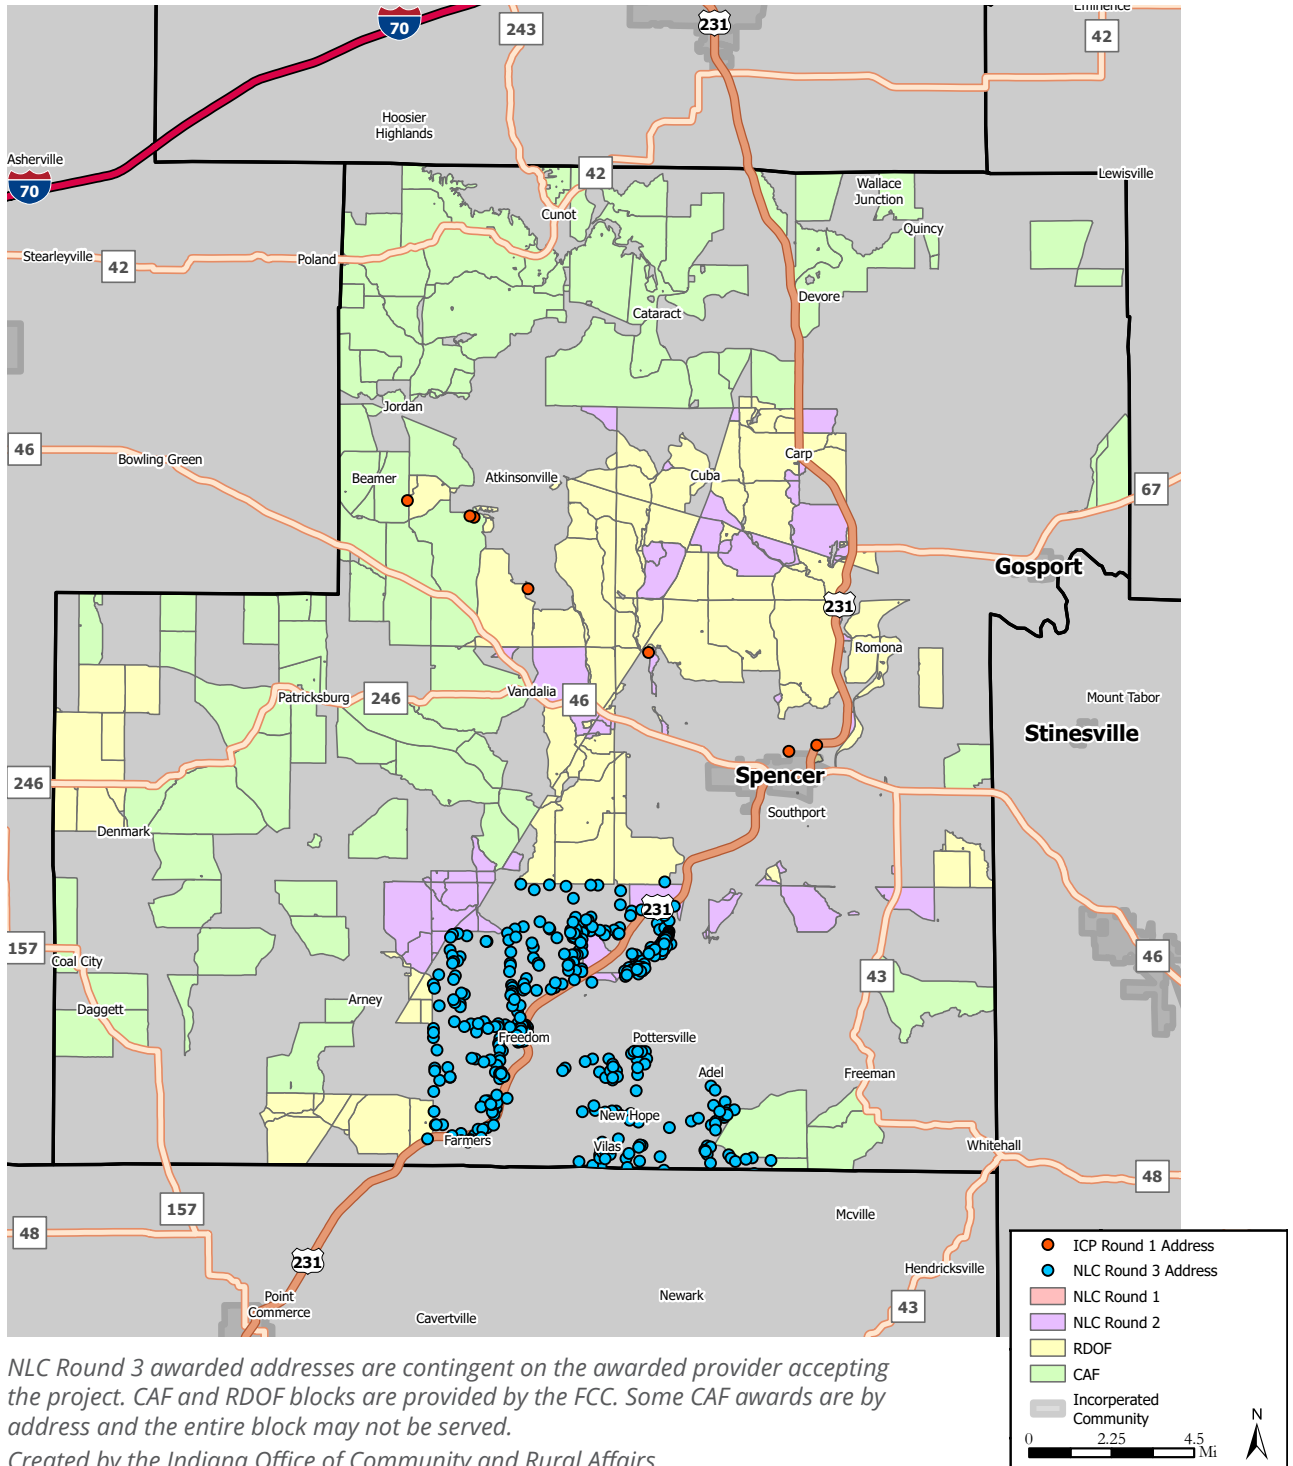 Eminence
70
243
231
42
Hoosier
Highlands
Asherville
70
42
Lewisville
Wallace
Junction
Cunot
Quincy
Stearleyville
42
Poland
Devore
Cataract
Jordan
46
Bowling Green
Carp
Beamer
Atkinsonville
Cuba
67
Gosport
231
Romona
Patricksburg
246
Vandalia
46
Mount Tabor
Stinesville
246
Spencer
Southport
Denmark
231
157
Coal City
46
43
Daggett
Arney
Freedom
Pottersville
Adel
Freeman
New Hope
Farmers
Vilas
Whitehall
48
157
Mcville
48
231
Hendricksville
Point
Commerce
Newark
43
Cavertville
ICP Round 1 Address
NLC Round 3 Address
NLC Round 1
NLC Round 2
RDOF
CAF
Incorperated
Community
N
0 2.25 4.5
Mi
NLC Round 3 awarded addresses are contingent on the awarded provider accepting
the project. CAF and RDOF blocks are provided by the FCC. Some CAF awards are by
address and the entire block may not be served.
Created by the Indiana Office of Community and Rural Affairs